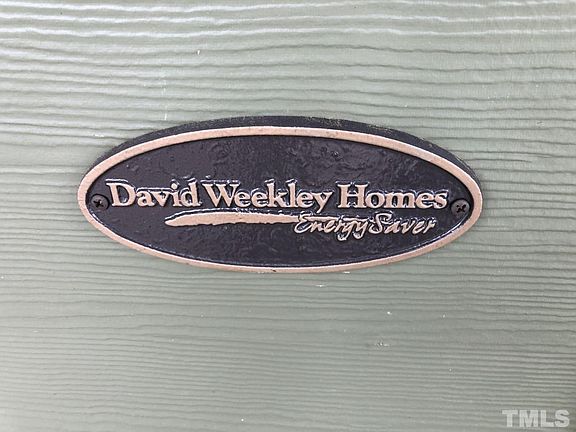 David Weekley Homes
EnergySaver
TMLS